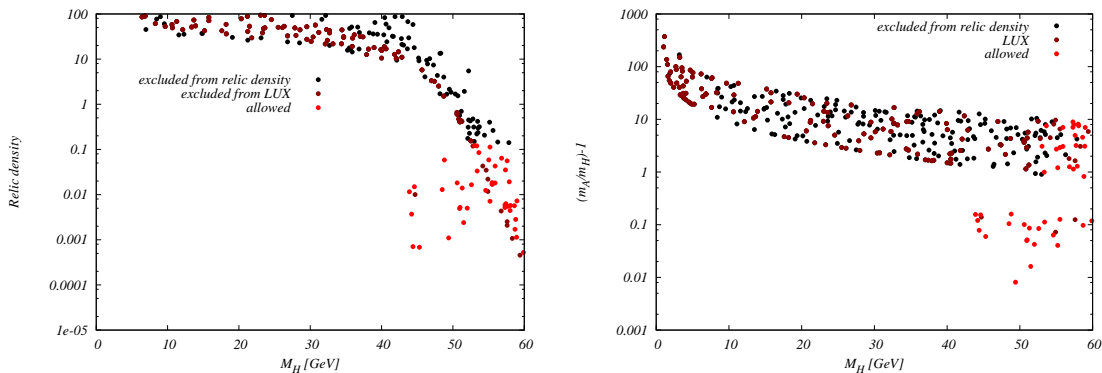 100
10
1
0.1
0.01
0.001
0.0001
1e-05
0 10 20 30 40 50 60
Relic density
M_H [GeV]
excluded from relic density
excluded from LUX
allowed
1000
100
10
1
0.1
0.01
0.001
0 10 20 30 40 50 60
(m_A/m_H)-1
M_H [GeV]
excluded from relic density
LUX
allowed